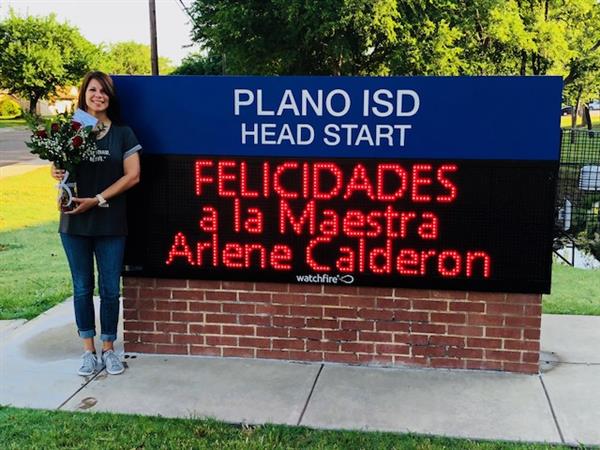 PLANO ISD
HEAD START
FELICIDADES
a la Maestra
Arlene Calderon
watchfire